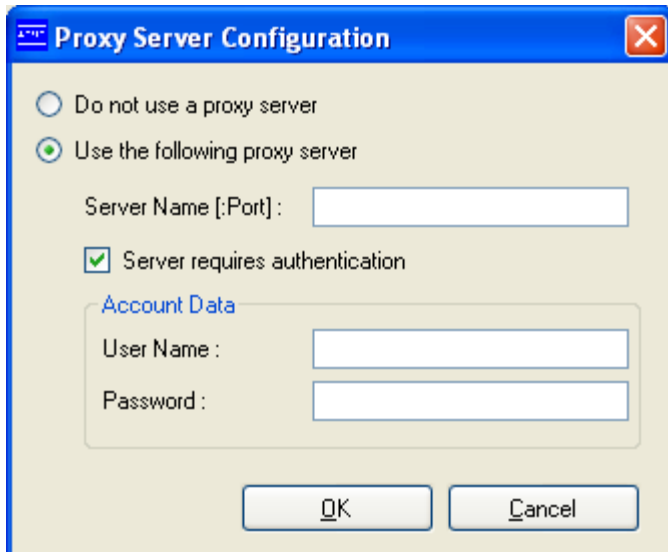 Proxy Server Configuration
Do not use a proxy server
Use the following proxy server
Server Name [:Port] :
Server requires authentication
Account Data
User Name :
Password :
OK Cancel